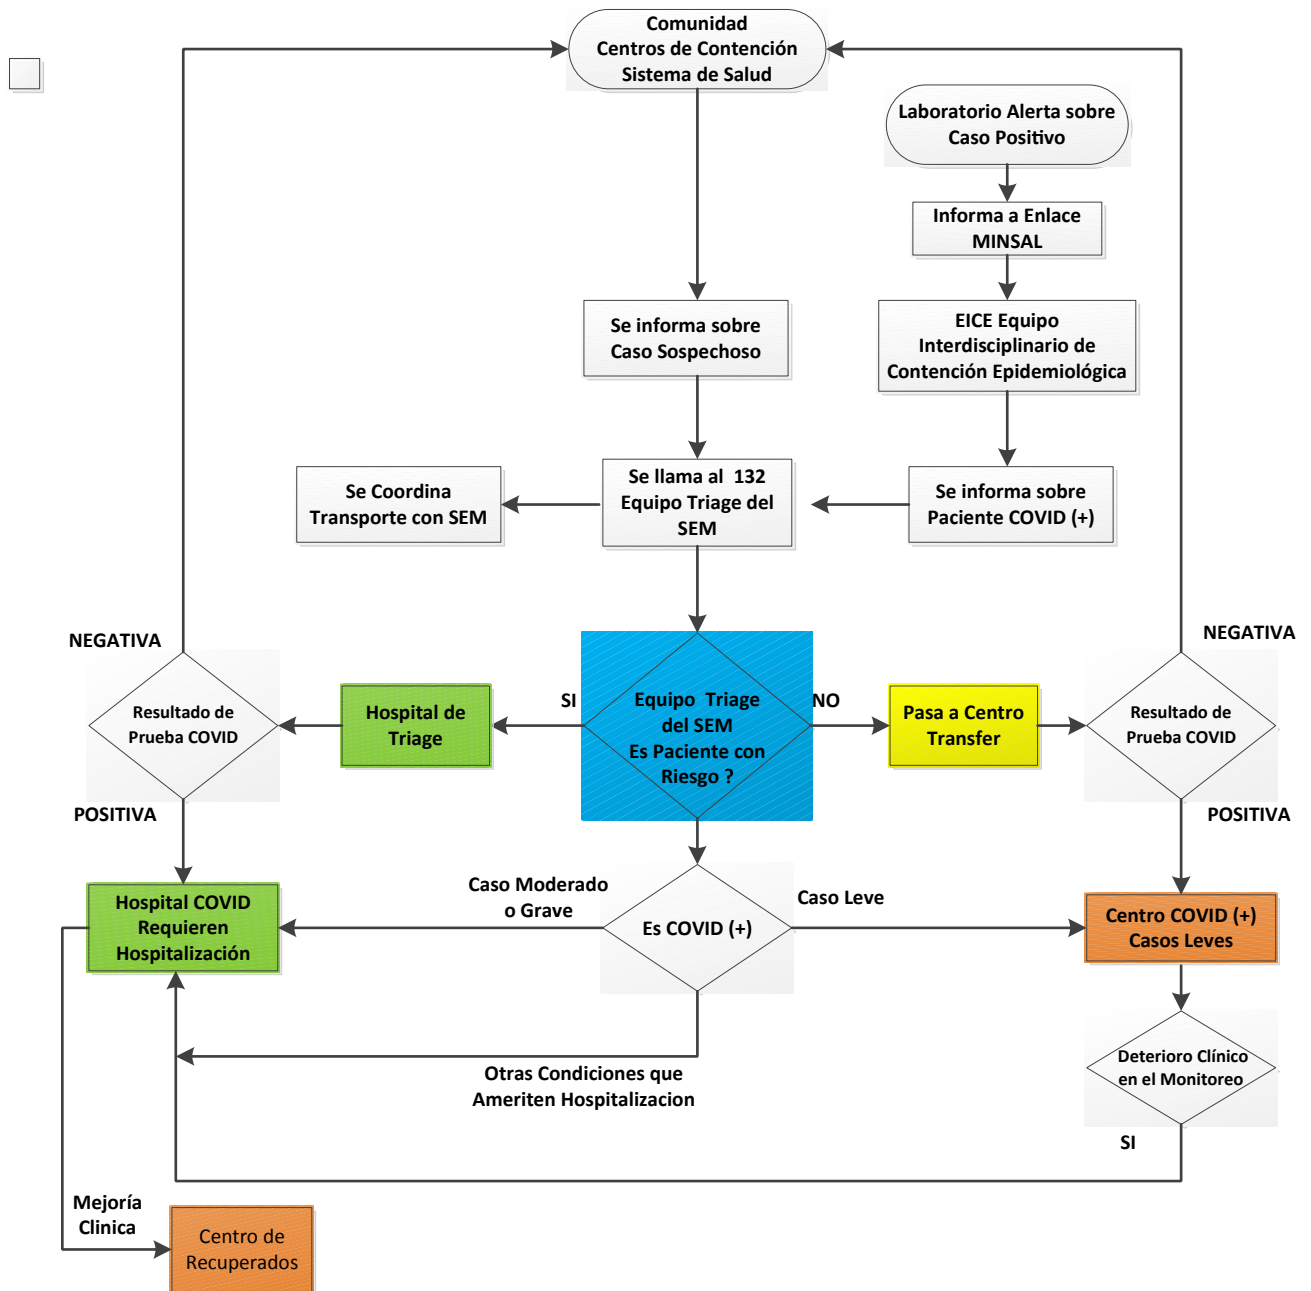 Comunidad
Centros de Contención
Sistema de Salud
Laboratorio Alerta sobre
Caso Positivo
Informa a Enlace
MINSAL
Se informa sobre
Caso Sospechoso
EICE Equipo
Interdisciplinario de
Contención Epidemiológica
Se Coordina
Transporte con SEM
Se llama al 132
Equipo Triage del
SEM
Se informa sobre
Paciente COVID (+)
NEGATIVA
NEGATIVA
Resultado de
Prueba COVID
Hospital de
Triage
SI
Equipo Triage
del SEM
Es Paciente con
Riesgo ?
NO
Pasa a Centro
Transfer
Resultado de
Prueba COVID
POSITIVA
POSITIVA
Hospital COVID
Requieren
Hospitalización
Caso Moderado
o Grave
Es COVID (+)
Caso Leve
Centro COVID (+)
Casos Leves
Otras Condiciones que
Ameriten Hospitalizacion
Deterioro Clínico
en el Monitoreo
SI
Mejoría
Clinica
Centro de
Recuperados